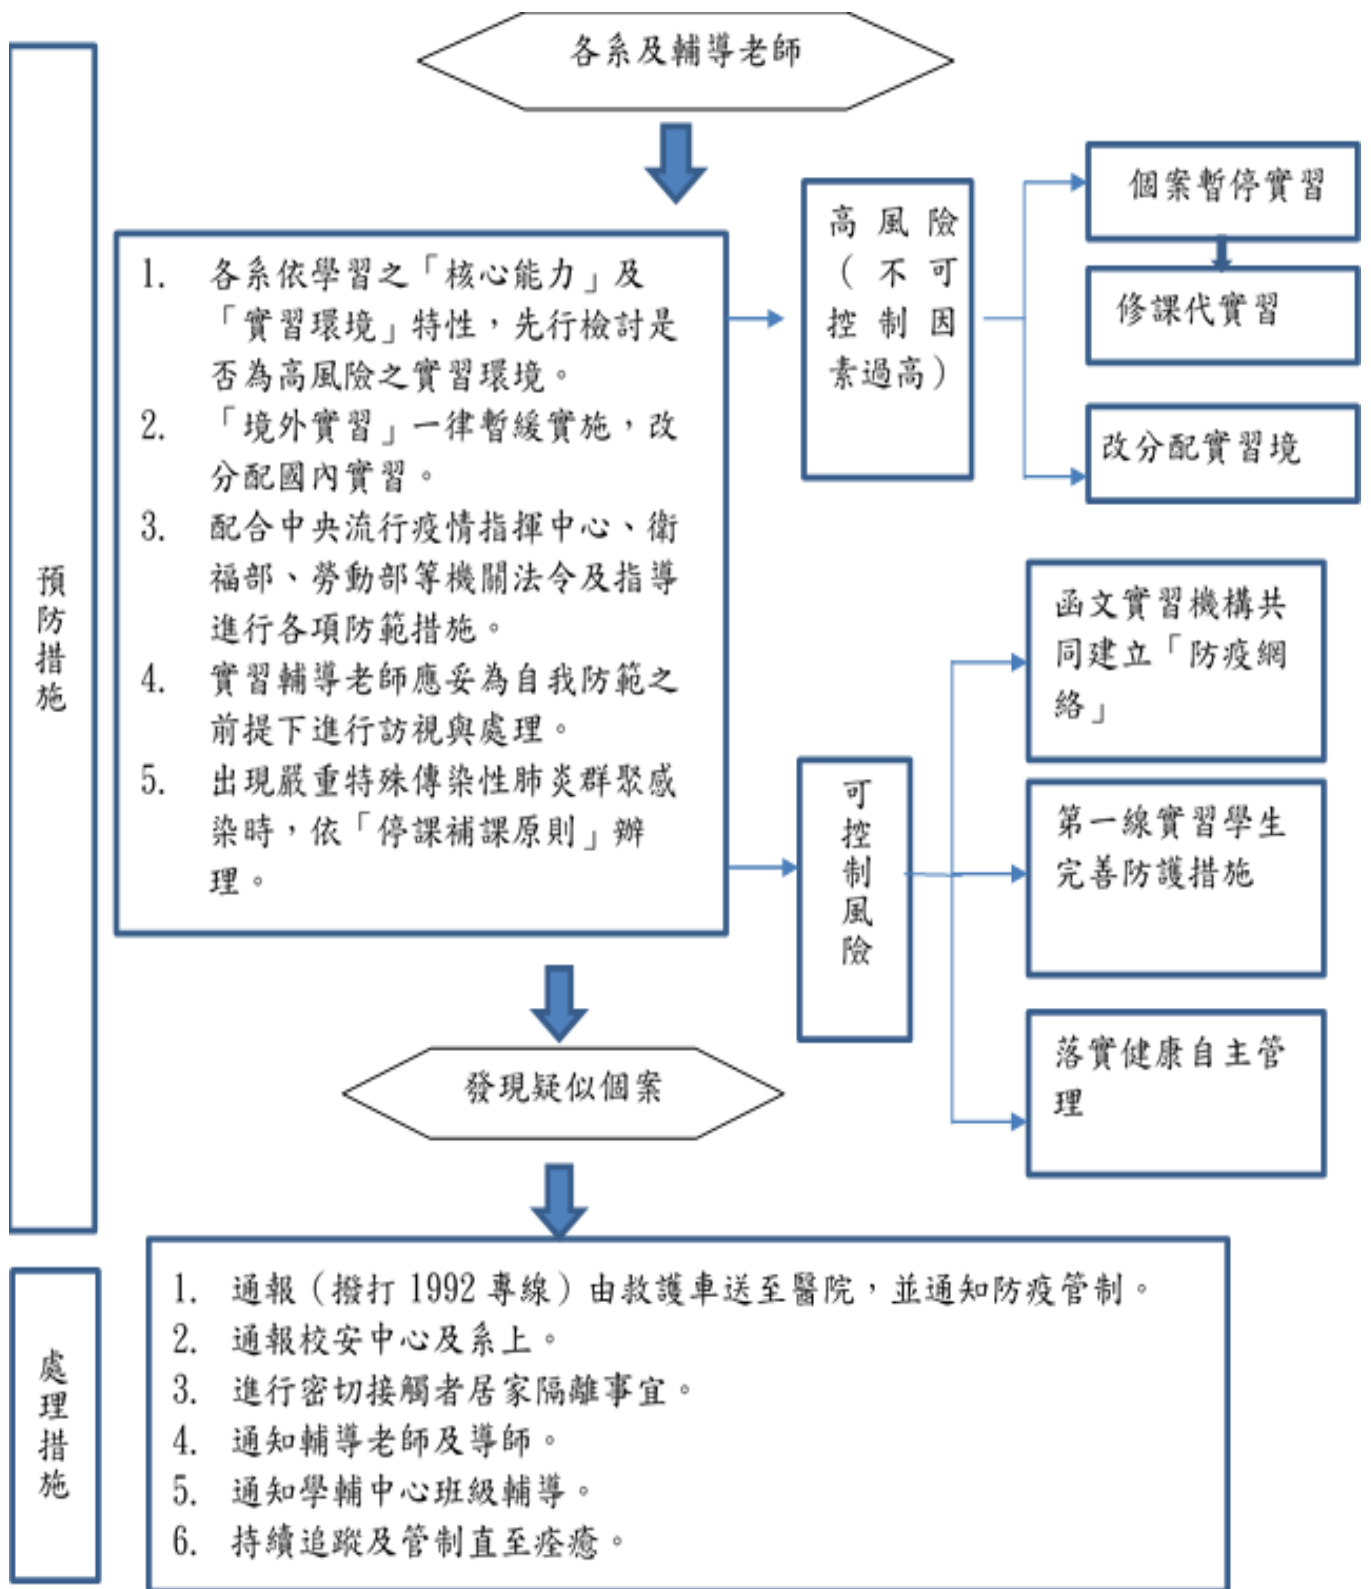 各系及輔導老師
預防措施
1. 各系依學習之「核心能力」及
「實習環境」特性，先行檢討是
否為高風險之實習環境。
2. 「境外實習」一律暫緩實施，改
分配國內實習。
3. 配合中央流行疫情指揮中心、衛
福部、勞動部等機關法令及指導
進行各項防範措施。
4. 實習輔導老師應妥為自我防範之
前提下進行訪視與處理。
5. 出現嚴重特殊傳染性肺炎群聚感
染時，依「停課補課原則」辦
理。
高風險
（不可
控制因
素過高）
個案暫停實習
修課代實習
改分配實習境
可控制風險
函文實習機構共
同建立「防疫網
絡」
第一線實習學生
完善防護措施
落實健康自主管
理
發現疑似個案
處理措施
1. 通報（撥打 1992 專線）由救護車送至醫院，並通知防疫管制。
2. 通報校安中心及系上。
3. 進行密切接觸者居家隔離事宜。
4. 通知輔導老師及導師。
5. 通知學輔中心班級輔導。
6. 持續追蹤及管制直至痊癒。